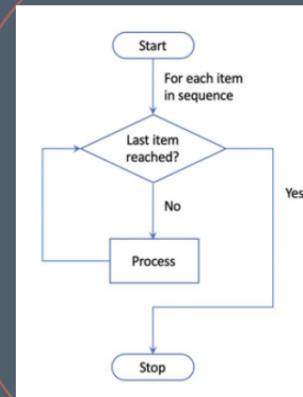 Start
For each item
in sequence
Last item
reached?
No
Yes
Process
Stop